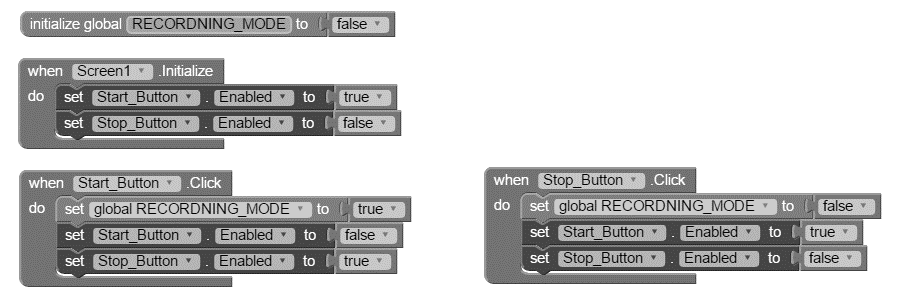 initialize global RECORDNING_MODE to false
when Screen1 .Initialize
do set Start_Button . Enabled to true
set Stop_Button . Enabled to false
when Start_Button .Click
do set global RECORDNING_MODE to true
set Start_Button . Enabled to false
set Stop_Button . Enabled to true
when Stop_Button .Click
do set global RECORDNING_MODE to false
set Start_Button . Enabled to true
set Stop_Button . Enabled to false